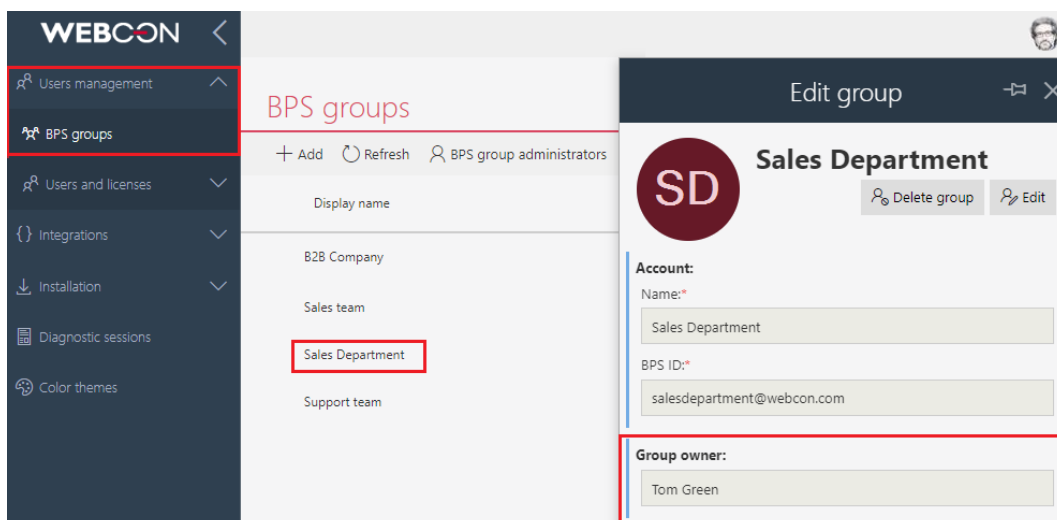 WEBCON
Users management
BPS groups
Users and licenses
Integrations
Installation
Diagnostic sessions
Color themes
BPS groups
Add Refresh BPS group administrators
Display name
B2B Company
Sales team
Sales Department
Support team
Edit group
SD
Sales Department
Delete group Edit
Account:
Name:*
Sales Department
BPS ID:*
salesdepartment@webcon.com
Group owner:
Tom Green